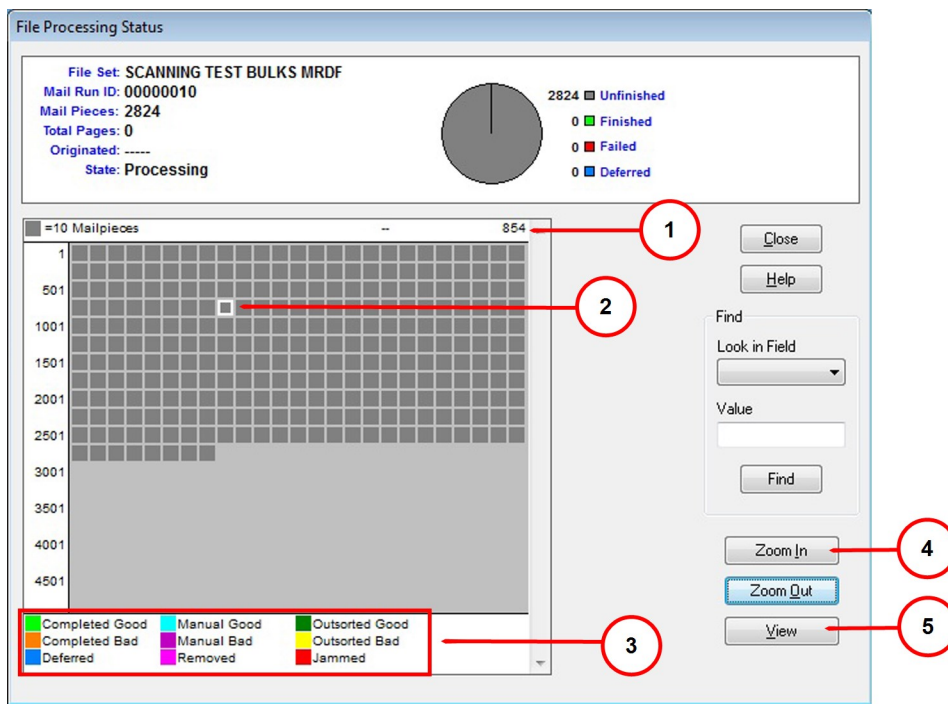 File Processing Status
File Set: SCANNING TEST BULKS MRDF
Mail Run ID: 00000010
Mail Pieces: 2824
Total Pages: 0
Originated: -----
State: Processing
2824 Unfinished
0 Finished
0 Failed
0 Deferred
=10 Mailpieces -- 854
1
501
1001
1501
2001
2501
3001
3501
4001
4501
Completed Good Manual Good Outsorted Good
Completed Bad Manual Bad Outsorted Bad
Deferred Removed Jammed
Close
Help
Find
Look in Field
Value
Find
Zoom In
Zoom Out
View
1
2
3
4
5